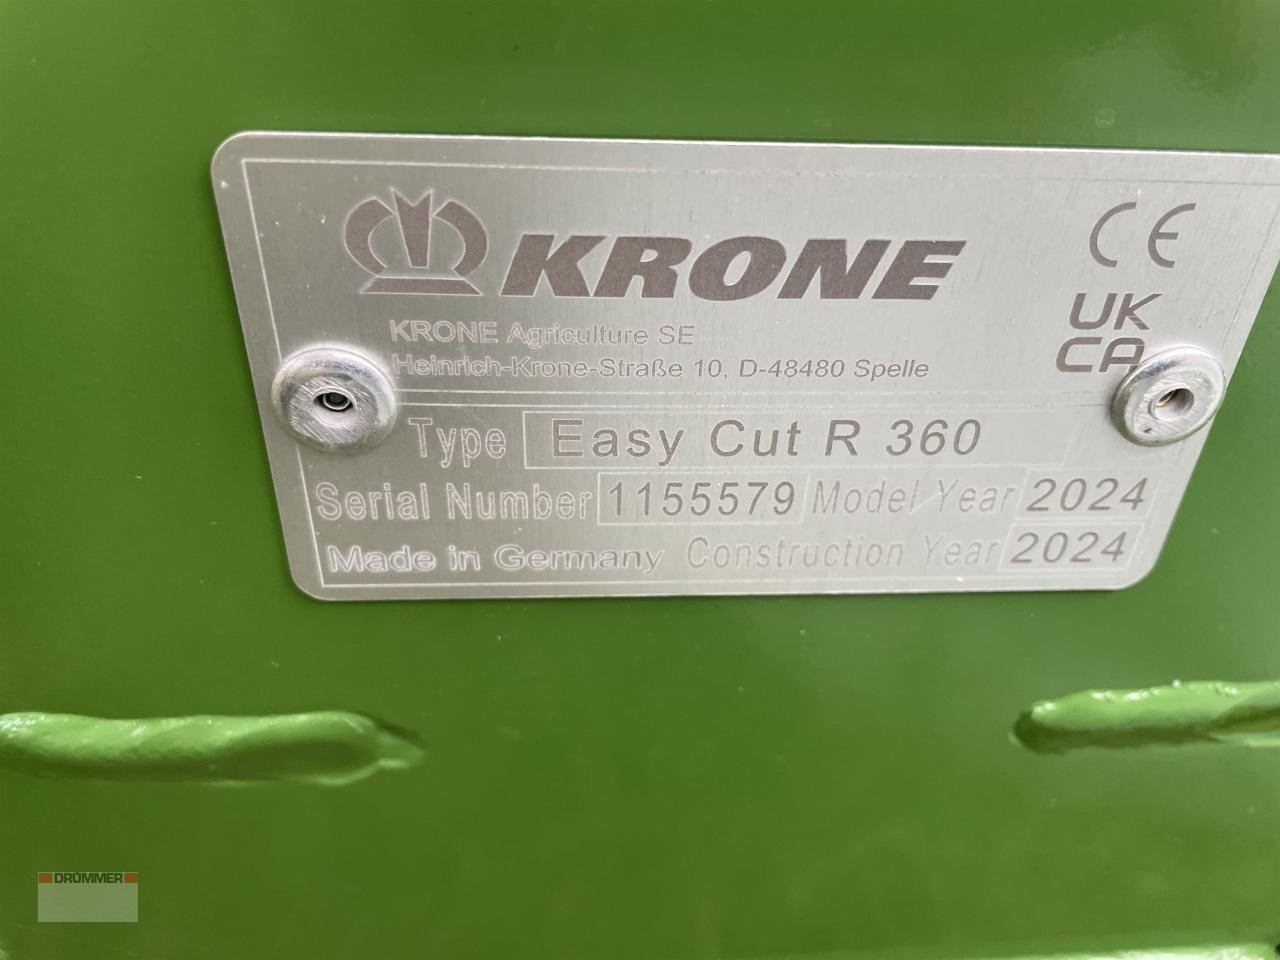 KRONE
CE
UK
CA
KRONE Agriculture SE
Heinrich-Krone-Straße 10, D-48480 Spelle
Type Easy Cut R 360
Serial Number 1155579 Model Year 2024
Made in Germany Construction Year 2024
DRÜMMER